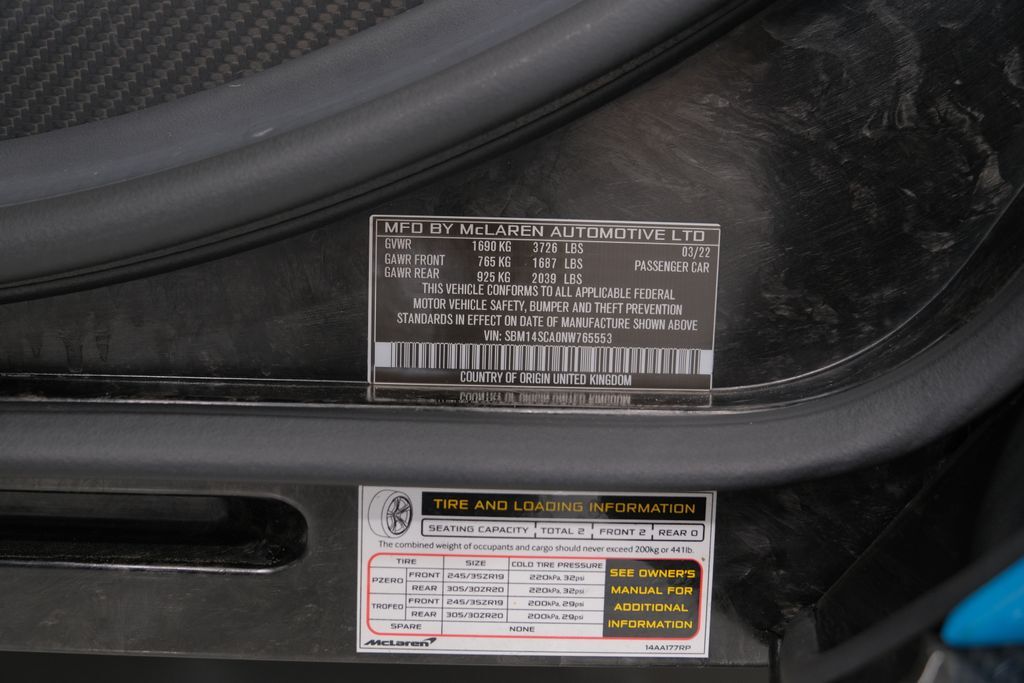 MFD BY McLAREN AUTOMOTIVE LTD
GVWR 1690 KG 3726 LBS 03/22
GAWR FRONT 765 KG 1687 LBS PASSENGER CAR
GAWR REAR 925 KG 2039 LBS
THIS VEHICLE CONFORMS TO ALL APPLICABLE FEDERAL
MOTOR VEHICLE SAFETY, BUMPER AND THEFT PREVENTION
STANDARDS IN EFFECT ON DATE OF MANUFACTURE SHOWN ABOVE
VIN: SBM14SCA0NW765553
COUNTRY OF ORIGIN UNITED KINGDOM
TIRE AND LOADING INFORMATION
SEATING CAPACITY TOTAL 2 FRONT 2 REAR 0
The combined weight of occupants and cargo should never exceed 200kg or 441lb.
TIRE SIZE COLD TIRE PRESSURE
PZERO FRONT 245/35ZR19 220kPa, 32psi
REAR 305/30ZR20 220kPa, 32psi
TROFEO FRONT 245/35ZR19 200kPa, 29psi
REAR 305/30ZR20 200kPa, 29psi
SPARE NONE
SEE OWNER'S
MANUAL FOR
ADDITIONAL
INFORMATION
McLaren
14AA177RP